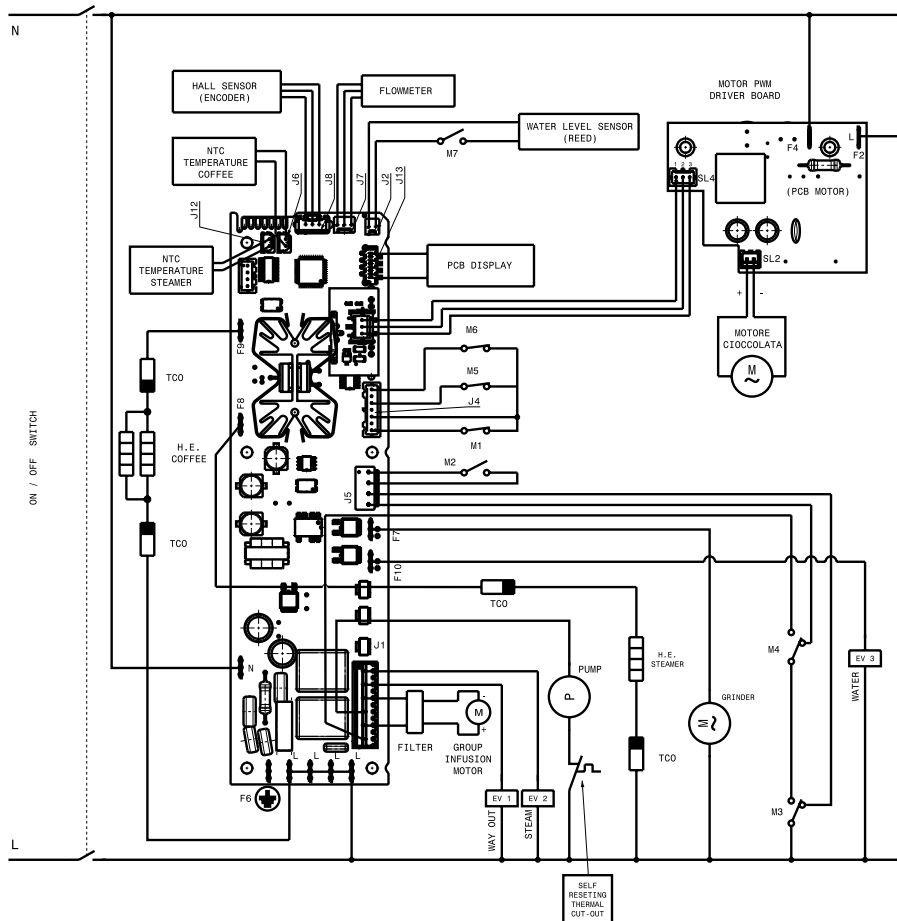 N
HALL SENSOR
(ENCODER)
FLOWMETER
MOTOR PWM
DRIVER BOARD
WATER LEVEL SENSOR
(REED)
M7
NTC
TEMPERATURE
COFFEE
F4
L
F2
1 2 3
SL4
(PCB MOTOR)
J12
J6
J8
J7
J2
J13
NTC
TEMPERATURE
STEAMER
PCB DISPLAY
SL2
+
-
MOTORE
CIOCCOLATA
M
~
F9
M6
TCO
M5
F8
J4
ON / OFF SWITCH
H.E.
COFFEE
M1
M2
J5
TCO
F7
F10
TCO
J1
N
PUMP
P
H.E.
STEAMER
M4
EV 3
WATER
GRINDER
M
~
-
M
+
FILTER
GROUP
INFUSION
MOTOR
L
L
L
L
TCO
F6
EV 1
EV 2
WAY OUT
STEAM
M3
L
SELF
RESETING
THERMAL
CUT-OUT